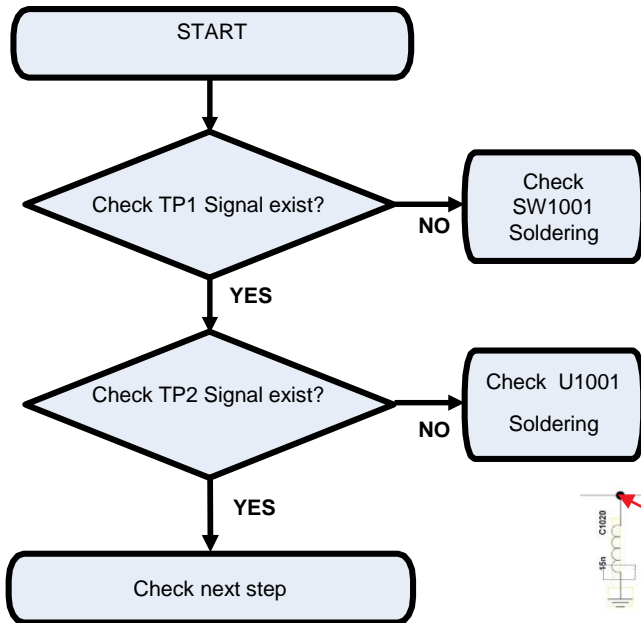 START
Check TP1 Signal exist?
NO
Check
SW1001
Soldering
YES
Check TP2 Signal exist?
NO
Check U1001
Soldering
YES
Check next step
C1020
15n